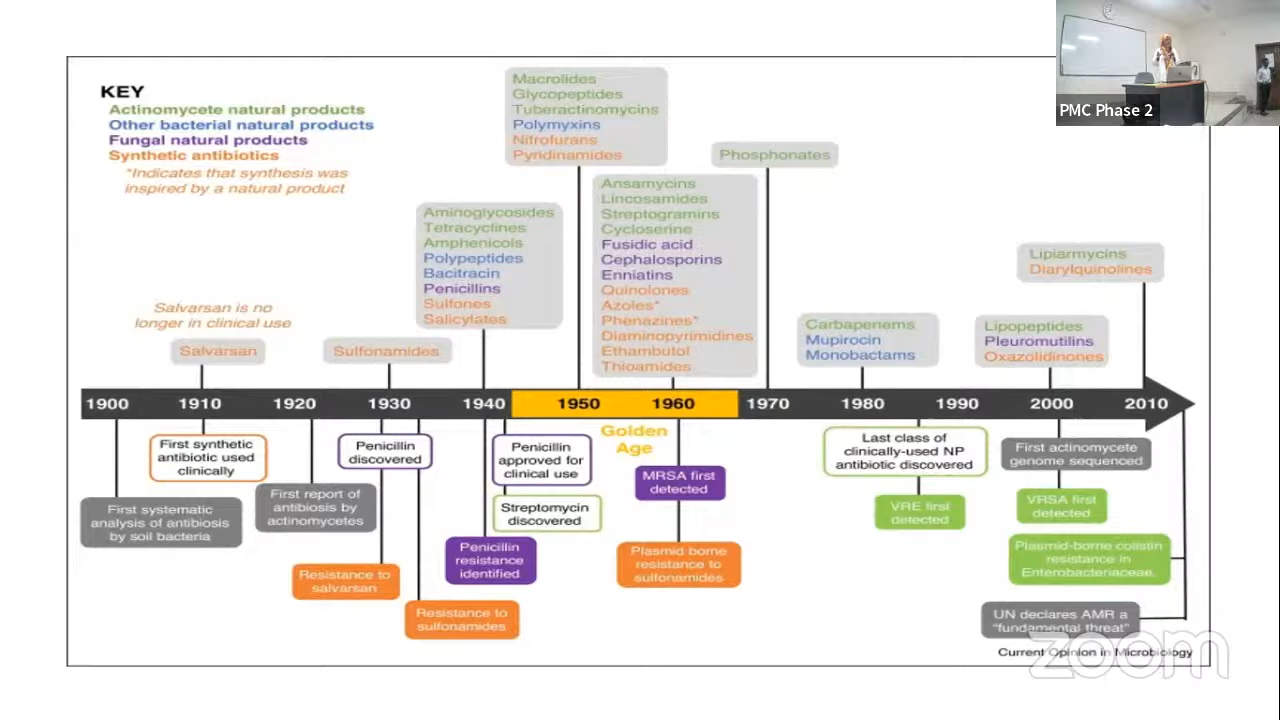 KEY
Actinomycete natural products
Other bacterial natural products
Fungal natural products
Synthetic antibiotics
*Indicates that synthesis was
inspired by a natural product
Macrolides
Glycopeptides
Tuberactinomycins
Polymyxins
Nitrofurans
Pyridinamides
PMC Phase 2
Phosphonates
Ansamycins
Lincosamides
Streptogramins
Cycloserine
Fusidic acid
Cephalosporins
Enniatins
Quinolones
Azoles*
Phenazines*
Diaminopyrimidines
Ethambutol
Thioamides
Aminoglycosides
Tetracyclines
Amphenicols
Polypeptides
Bacitracin
Penicillins
Sulfones
Salicylates
Lipiarmycins
Diarylquinolines
Salvarsan is no
longer in clinical use
Salvarsan
Sulfonamides
Carbapenems
Mupirocin
Monobactams
Lipopeptides
Pleuromutilins
Oxazolidinones
1900 1910 1920 1930 1940 1950 1960 1970 1980 1990 2000 2010
Golden
Age
First synthetic
antibiotic used
clinically
Penicillin
discovered
Penicillin
approved for
clinical use
MRSA first
detected
Last class of
clinically-used NP
antibiotic discovered
First actinomycete
genome sequenced
First systematic
analysis of antibiosis
by soil bacteria
First report of
antibiosis by
actinomycetes
Streptomycin
discovered
VRE first
detected
VRSA first
detected
Resistance to
salvarsan
Penicillin
resistance
identified
Plasmid borne
resistance to
sulfonamides
Plasmid-borne colistin
resistance in
Enterobacteriaceae.
Resistance to
sulfonamides
UN declares AMR a
"fundamental threat"
Current Opinion in Microbiology
zoom